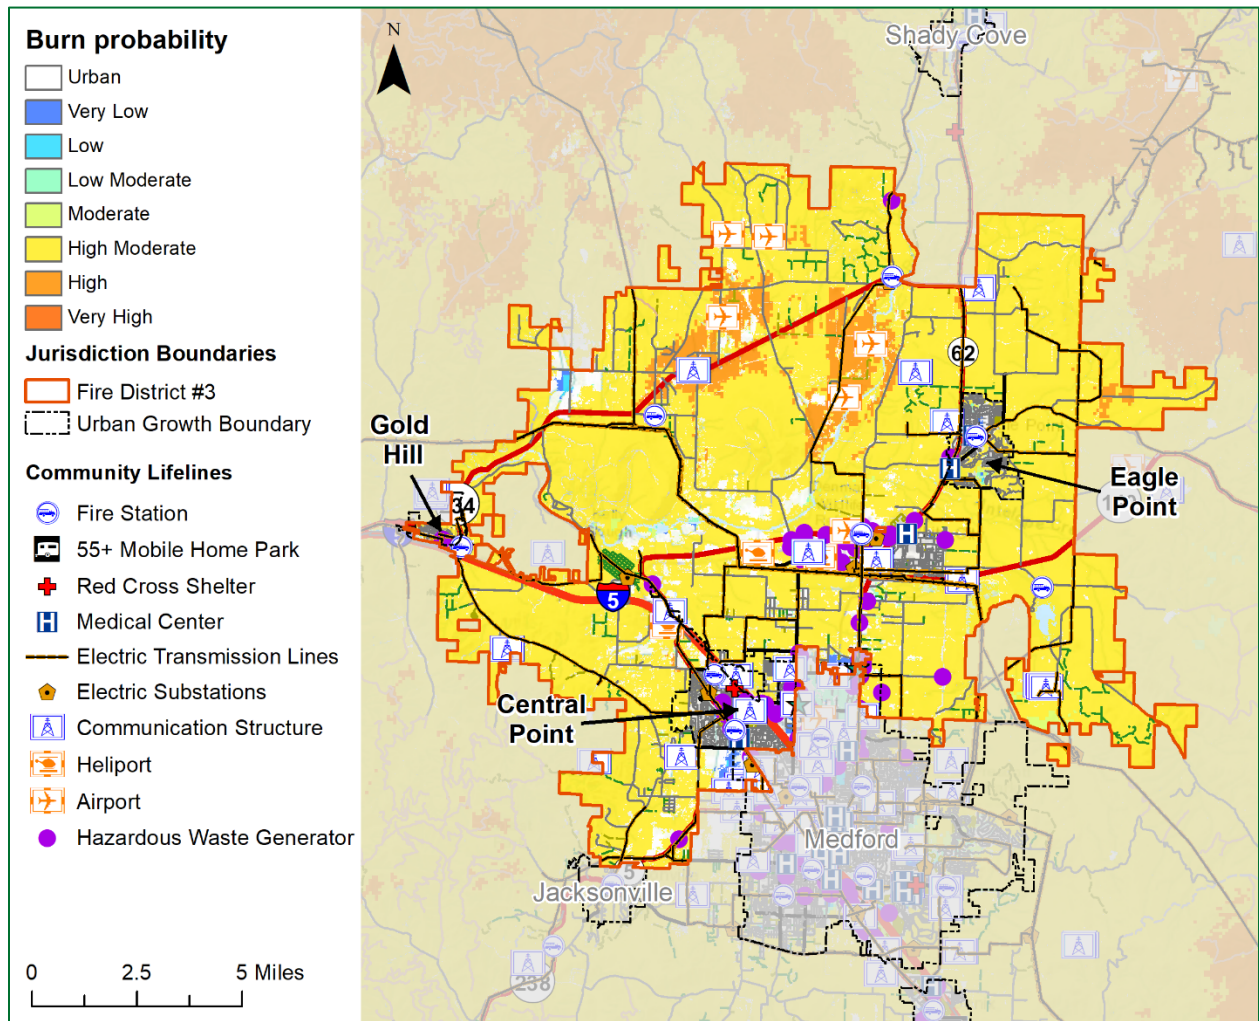 Burn probability
Urban
Very Low
Low
Low Moderate
Moderate
High Moderate
High
Very High
Jurisdiction Boundaries
Fire District #3
Urban Growth Boundary
Community Lifelines
Fire Station
55+ Mobile Home Park
Red Cross Shelter
H Medical Center
Electric Transmission Lines
Electric Substations
Communication Structure
Heliport
Airport
Hazardous Waste Generator
0 2.5 5 Miles
N
Shady Cove
62
Gold
Hill
34
Eagle
Point
H
H
5
Central
Point
Medford
Jacksonville
238